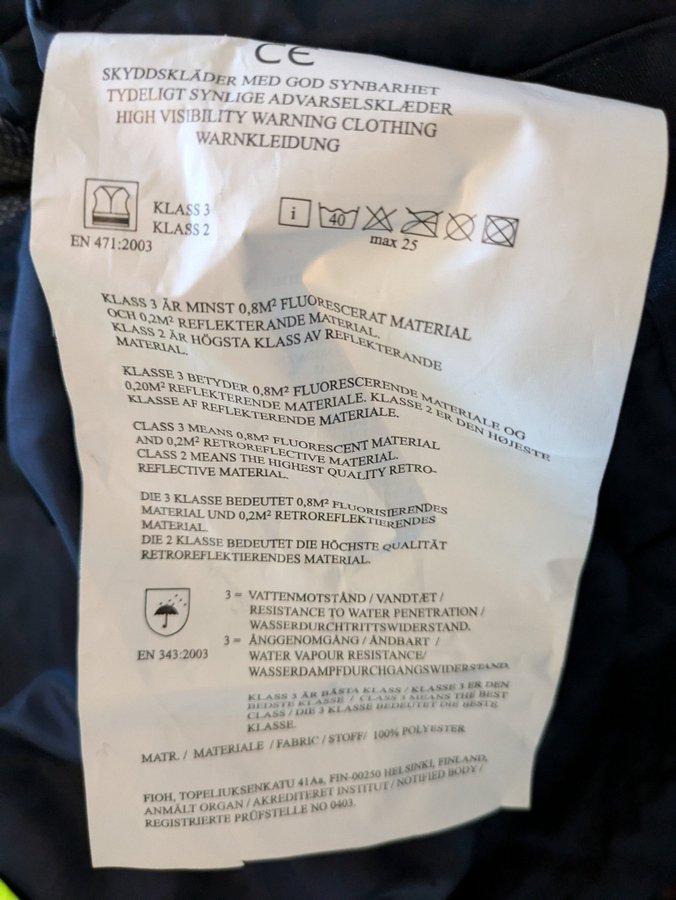 CE
SKYDDSKLÄDER MED GOD SYNBARHET
TYDELIGT SYNLIGE ADVARSELSKLÆDER
HIGH VISIBILITY WARNING CLOTHING
WARNKLEIDUNG
KLASS 3
KLASS 2
EN 471:2003
i 40
max 25
KLASS 3 ÄR MINST 0,8M² FLUORESCERAT MATERIAL
OCH 0,2M² REFLEKTERANDE MATERIAL.
KLASS 2 ÄR HÖGSTA KLASS AV REFLEKTERANDE
MATERIAL.
KLASSE 3 BETYDER 0,8M² FLUORESCERENDE MATERIALE OG
0,20M² REFLEKTERENDE MATERIALE. KLASSE 2 ER DEN HØJESTE
KLASSE AF REFLEKTERENDE MATERIALE.
CLASS 3 MEANS 0,8M² FLUORESCENT MATERIAL
AND 0,2M² RETROREFLECTIVE MATERIAL.
CLASS 2 MEANS THE HIGHEST QUALITY RETRO-
REFLECTIVE MATERIAL.
DIE 3 KLASSE BEDEUTET 0,8M² FLUORISIERENDES
MATERIAL UND 0,2M² RETROREFLEKTIERENDES
MATERIAL.
DIE 2 KLASSE BEDEUTET DIE HÖCHSTE QUALITÄT
RETROREFLEKTIERENDES MATERIAL.
3 = VATTENMOTSTÅND / VANDTÆT /
RESISTANCE TO WATER PENETRATION /
WASSERDURCHTRITTSWIDERSTAND.
3 = ÅNGGENOMGÅNG / ÅNDBART /
WATER VAPOUR RESISTANCE/
WASSERDAMPFDURCHGANGSWIDERSTAND.
EN 343:2003
KLASS 3 ÄR BÄSTA KLASS / KLASSE 3 ER DEN
BEDSTE KLASSE / CLASS 3 MEANS THE BEST
CLASS / DIE 3 KLASSE BEDEUTET DIE BESTE
KLASSE.
MATR. / MATERIALE / FABRIC / STOFF/ 100% POLYESTER
FIOH, TOPELIUKSENKATU 41Aa, FIN-00250 HELSINKI, FINLAND,
ANMÄLT ORGAN / AKREDITERET INSTITUT / NOTIFIED BODY /
REGISTRIERTE PRÜFSTELLE NO 0403.